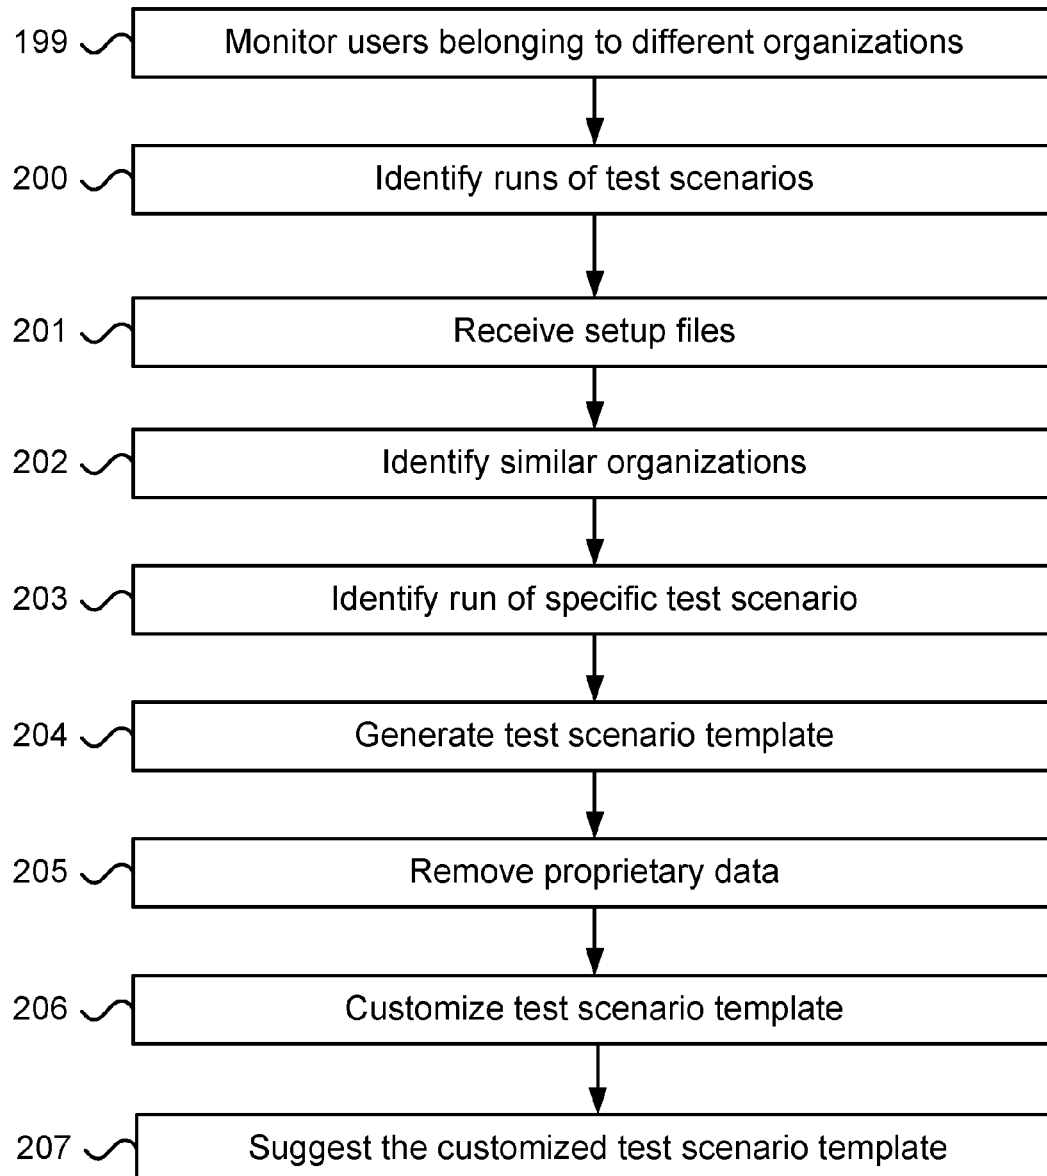 199 Monitor users belonging to different organizations
200 Identify runs of test scenarios
201 Receive setup files
202 Identify similar organizations
203 Identify run of specific test scenario
204 Generate test scenario template
205 Remove proprietary data
206 Customize test scenario template
207 Suggest the customized test scenario template